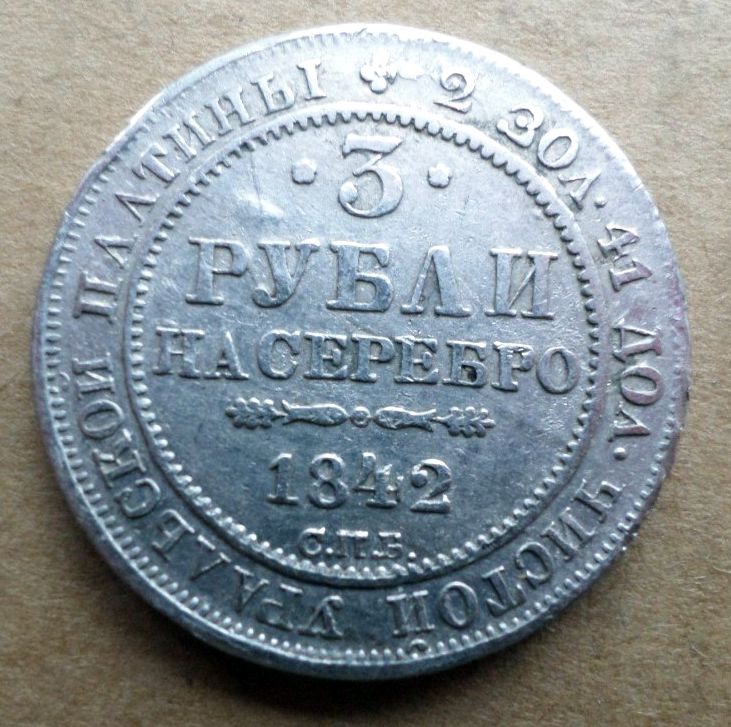 2 ЗОЛ. 41 ДОЛ. ЧИСТОЙ УРАЛЬСКОЙ ПЛАТИНЫ
· 3 ·
РУБЛИ
НА СЕРЕБРО
1842
С.П.Б.